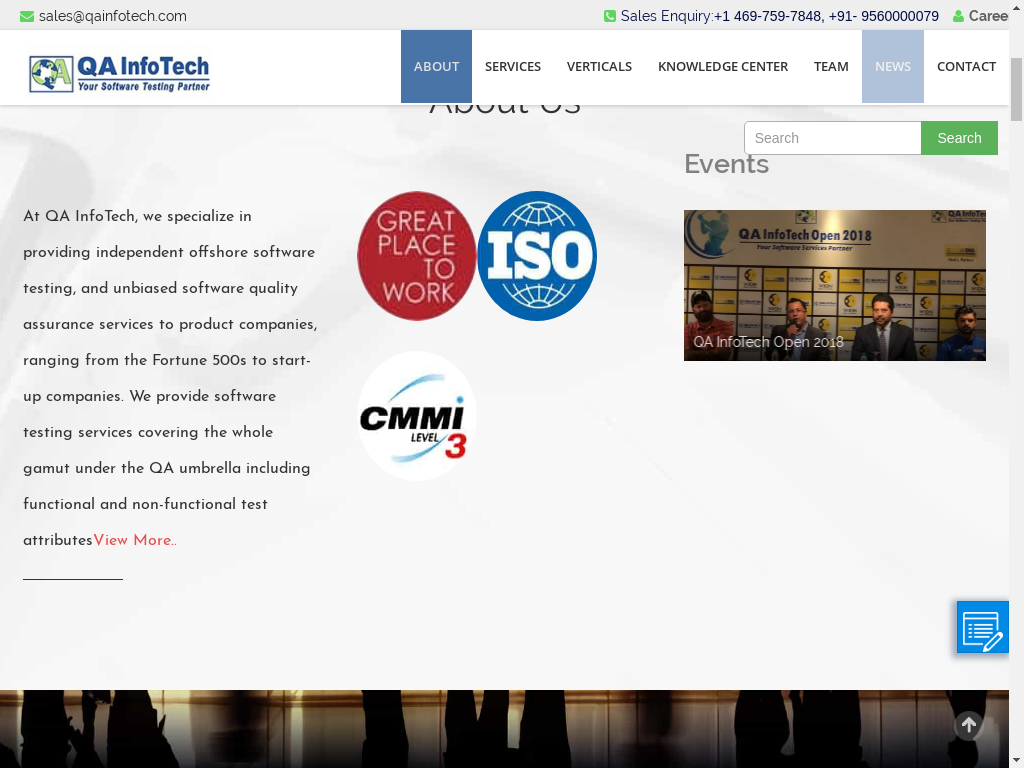 sales@qainfotech.com
Sales Enquiry:+1 469-759-7848, +91- 9560000079
Caree
QA InfoTech
Your Software Testing Partner
ABOUT
SERVICES
VERTICALS
KNOWLEDGE CENTER
TEAM
NEWS
CONTACT
About Us
Search
Search
Events
At QA InfoTech, we specialize in
providing independent offshore software
testing, and unbiased software quality
assurance services to product companies,
ranging from the Fortune 500s to start-
up companies. We provide software
testing services covering the whole
gamut under the QA umbrella including
functional and non-functional test
attributesView More..
GREAT
PLACE
TO
WORK
ISO
CMMi
LEVEL 3
QA InfoTech Open 2018
Your Software Services Partner
QA InfoTech Open 2018